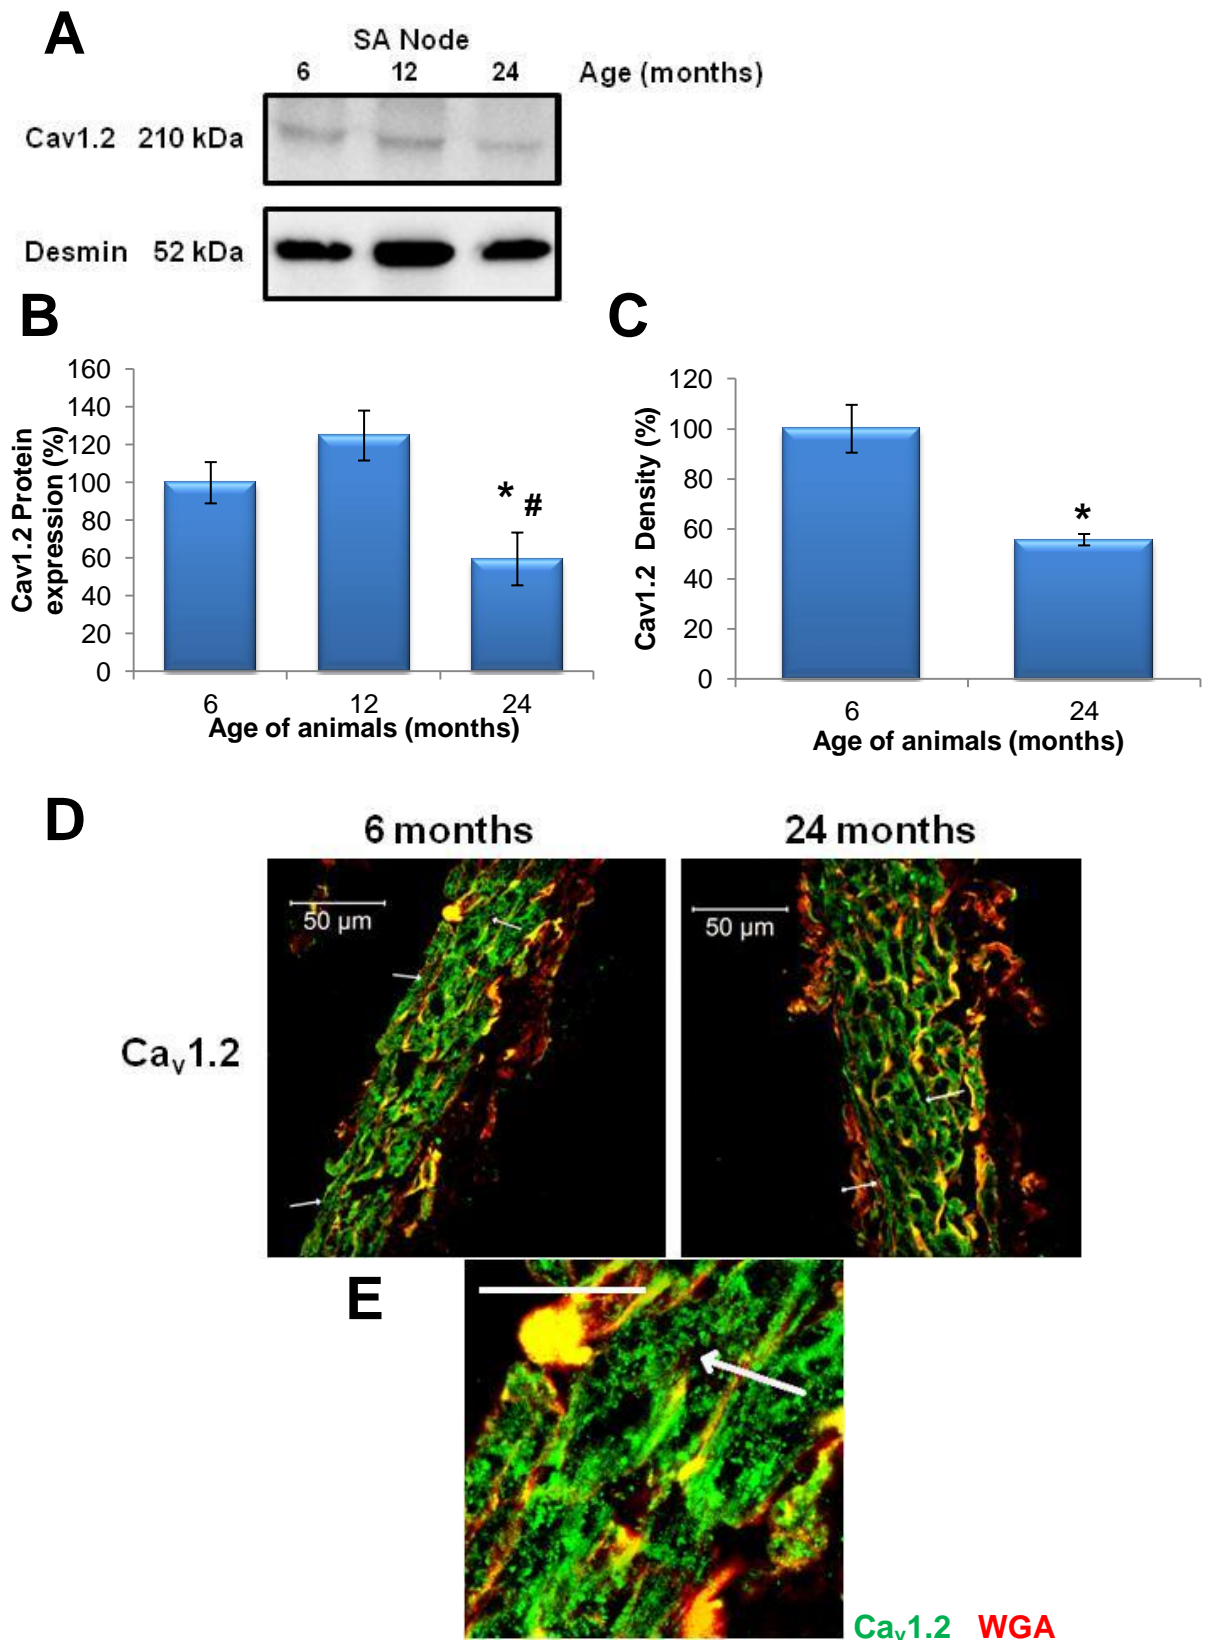 A
SA Node
6 12 24 Age (months)
Cav1.2 210 kDa
Desmin 52 kDa
B
160
140
120
100
80
60
40
20
0
Cav1.2 Protein
expression (%)
* #
6 12 24
Age of animals (months)
C
120
100
80
60
40
20
0
Cav1.2 Density (%)
*
6 24
Age of animals (months)
D
6 months 24 months
50 µm 50 µm
Cav1.2
E
Cav1.2 WGA